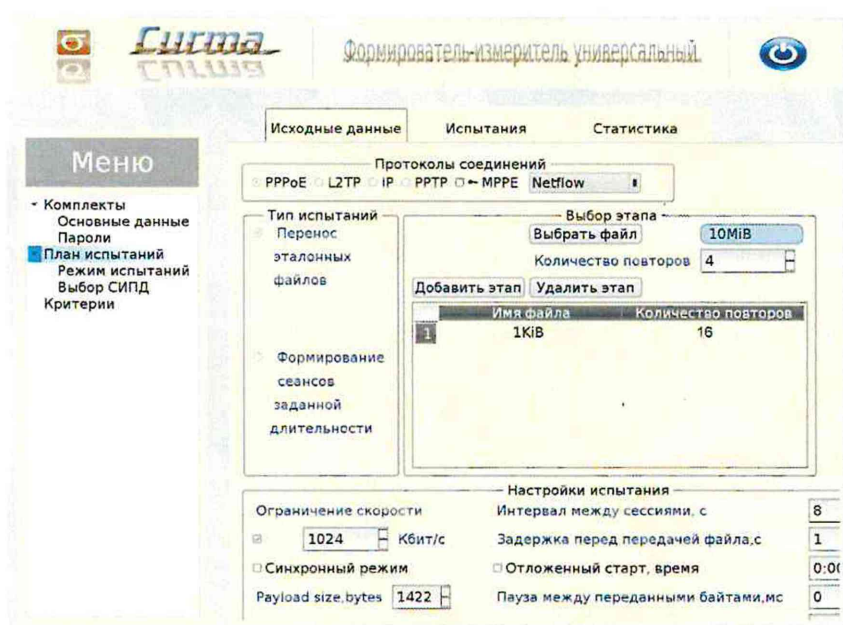 Сигма
Формирователь-измеритель универсальный.
Исходные данные Испытания Статистика
Меню
Комплекты
Основные данные
Пароли
План испытаний
Режим испытаний
Выбор СИПД
Критерии
Протоколы соединений
PPPoE L2TP IP PPTP MPPE Netflow
Тип испытаний
Перенос
эталонных
файлов
Формирование
сеансов
заданной
длительности
Выбор этапа
Выбрать файл 10MiB
Количество повторов 4
Добавить этап Удалить этап
Имя файла Количество повторов
1 1KiB 16
Настройки испытания
Ограничение скорости Интервал между сессиями, с 8
1024 Кбит/с Задержка перед передачей файла,с 1
Синхронный режим Отложенный старт, время 0:00
Payload size,bytes 1422 Пауза между переданными байтами,мс 0